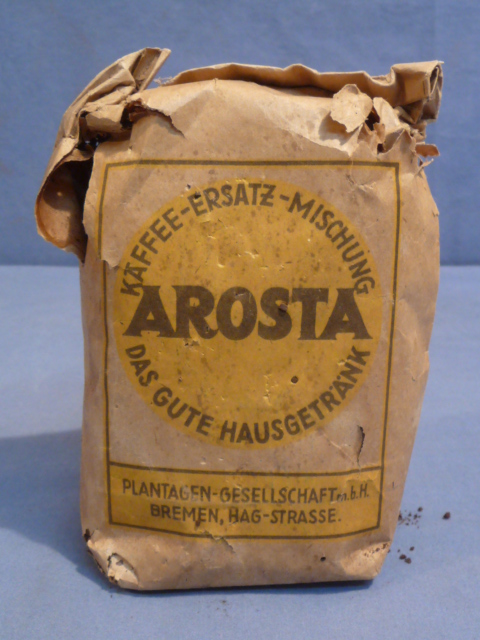 KAFFEE-ERSATZ-MISCHUNG
AROSTA
DAS GUTE HAUSGETRÄNK
PLANTAGEN-GESELLSCHAFT m.b.H.
BREMEN, HAG-STRASSE.